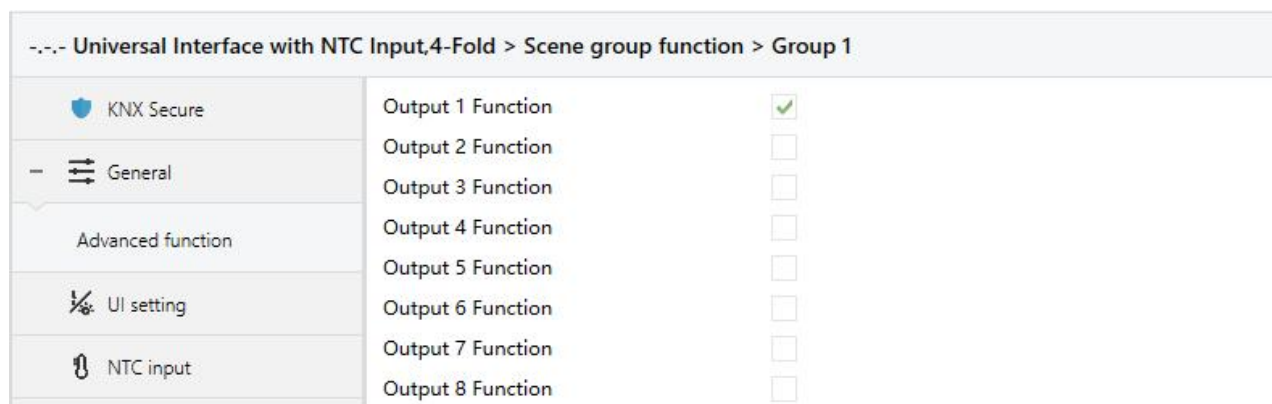 -.-.- Universal Interface with NTC Input,4-Fold > Scene group function > Group 1
KNX Secure
General
Advanced function
UI setting
NTC input
Output 1 Function
Output 2 Function
Output 3 Function
Output 4 Function
Output 5 Function
Output 6 Function
Output 7 Function
Output 8 Function